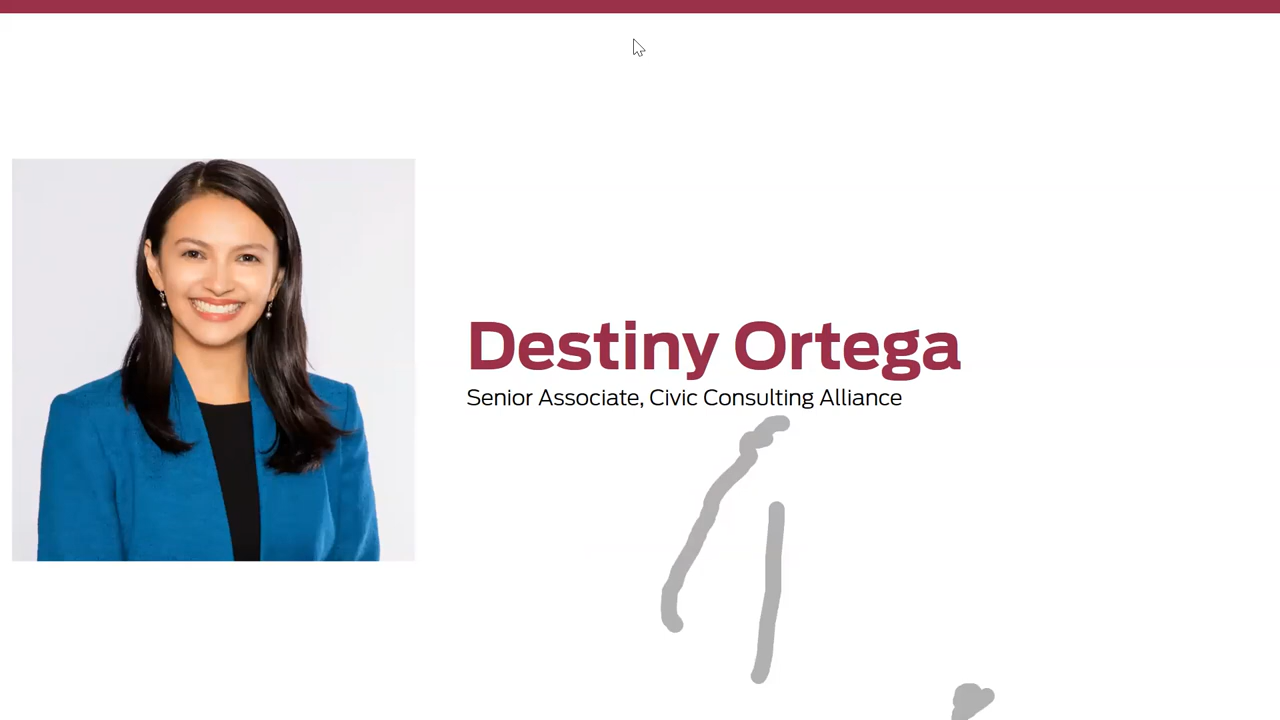 Destiny Ortega
Senior Associate, Civic Consulting Alliance